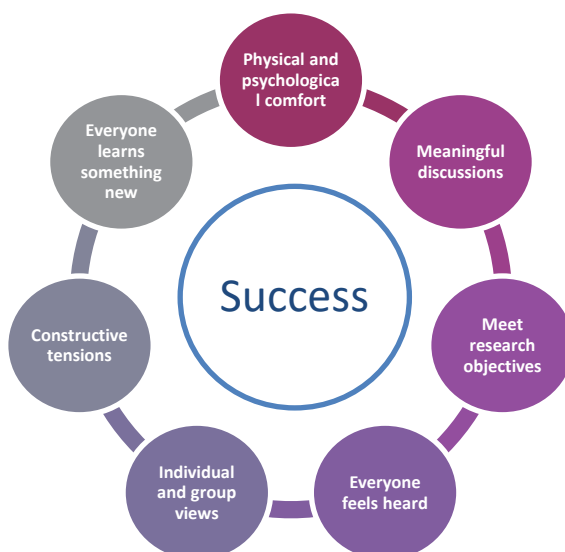 Physical and
psychologica
l comfort
Meaningful
discussions
Meet
research
objectives
Everyone
feels heard
Individual
and group
views
Constructive
tensions
Everyone
learns
something
new
Success